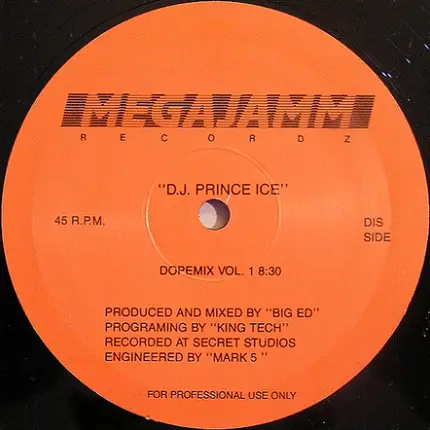 MEGAJAMM
RECORDZ
"D.J. PRINCE ICE"
45 R.P.M.
DIS
SIDE
DOPEMIX VOL. 1 8:30
PRODUCED AND MIXED BY "BIG ED"
PROGRAMING BY "KING TECH"
RECORDED AT SECRET STUDIOS
ENGINEERED BY "MARK 5"
FOR PROFESSIONAL USE ONLY